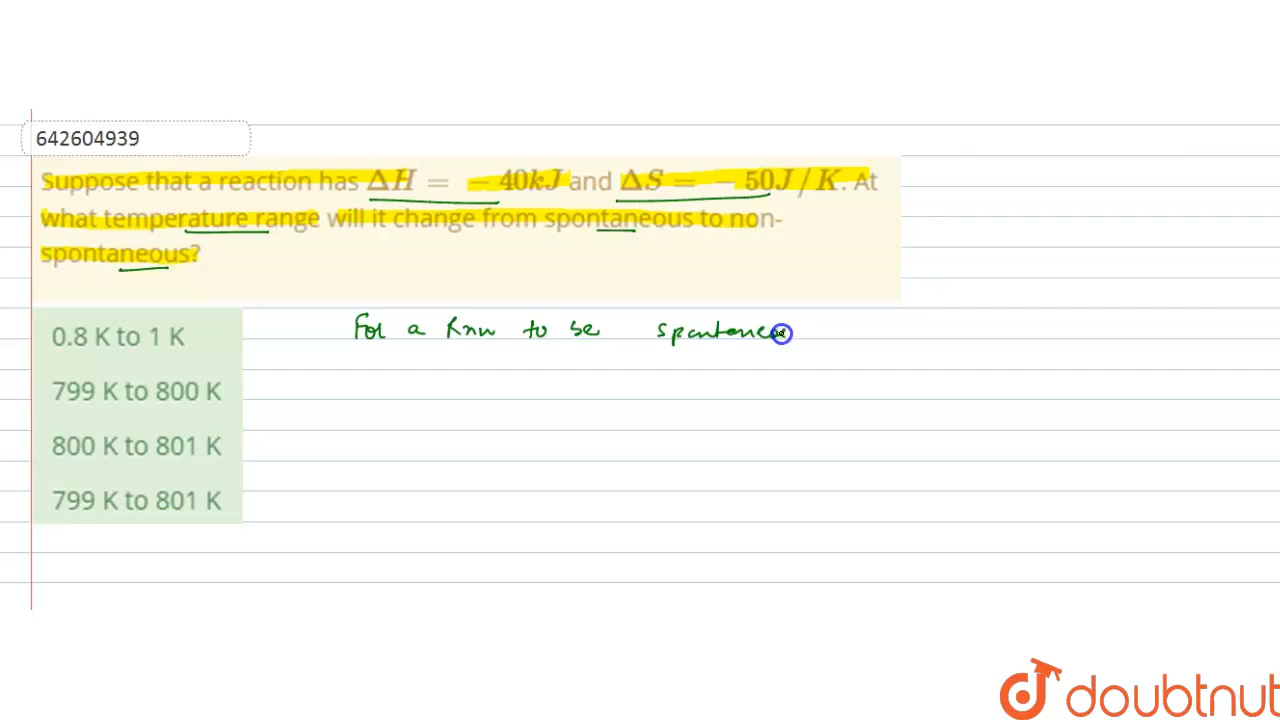 642604939
Suppose that a reaction has ΔH = −40kJ and ΔS = −50J/K. At
what temperature range will it change from spontaneous to non-
spontaneous?
0.8 K to 1 K
799 K to 800 K
800 K to 801 K
799 K to 801 K
For a Rxn to be
doubtnut